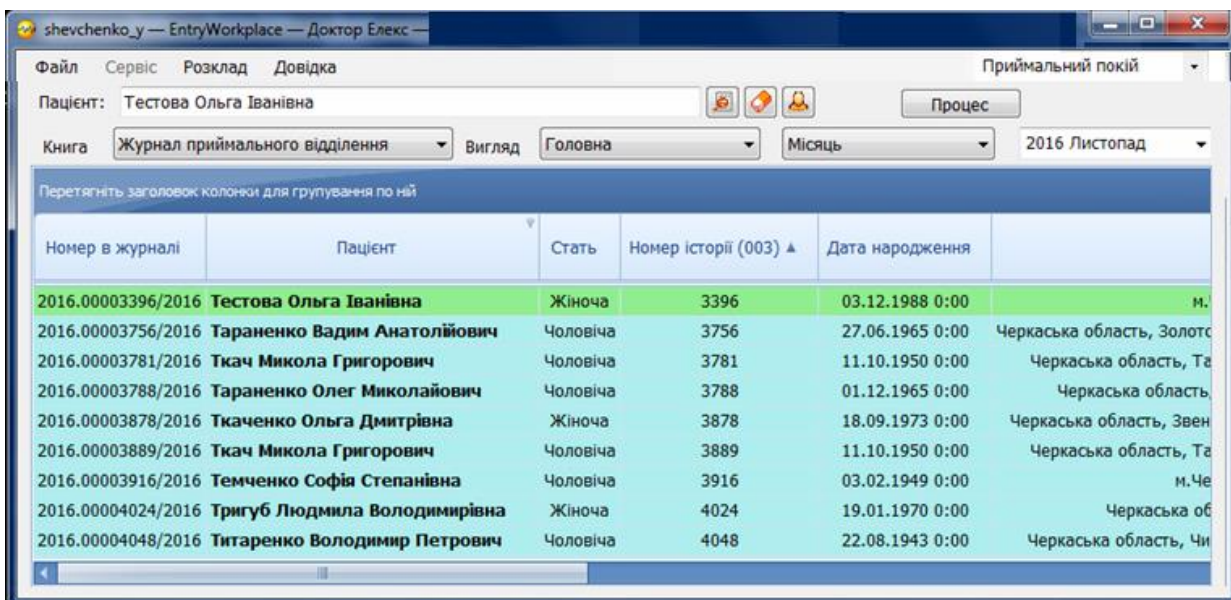 shevchenko_y — EntryWorkplace — Доктор Елекс —
Файл Сервіс Розклад Довідка Приймальний покій
Пацієнт: Тестова Ольга Іванівна Процес
Книга Журнал приймального відділення Вигляд Головна Місяць 2016 Листопад
Перетягніть заголовок колонки для групування по ній
Номер в журналі Пацієнт Стать Номер історії (003) ▲ Дата народження
2016.00003396/2016 Тестова Ольга Іванівна Жіноча 3396 03.12.1988 0:00 м.
2016.00003756/2016 Тараненко Вадим Анатолійович Чоловіча 3756 27.06.1965 0:00 Черкаська область, Золото
2016.00003781/2016 Ткач Микола Григорович Чоловіча 3781 11.10.1950 0:00 Черкаська область, Та
2016.00003788/2016 Тараненко Олег Миколайович Чоловіча 3788 01.12.1965 0:00 Черкаська область,
2016.00003878/2016 Ткаченко Ольга Дмитрівна Жіноча 3878 18.09.1973 0:00 Черкаська область, Звен
2016.00003889/2016 Ткач Микола Григорович Чоловіча 3889 11.10.1950 0:00 Черкаська область, Та
2016.00003916/2016 Темченко Софія Степанівна Чоловіча 3916 03.02.1949 0:00 м.Че
2016.00004024/2016 Тригуб Людмила Володимирівна Жіноча 4024 19.01.1970 0:00 Черкаська об
2016.00004048/2016 Титаренко Володимир Петрович Чоловіча 4048 22.08.1943 0:00 Черкаська область, Чи